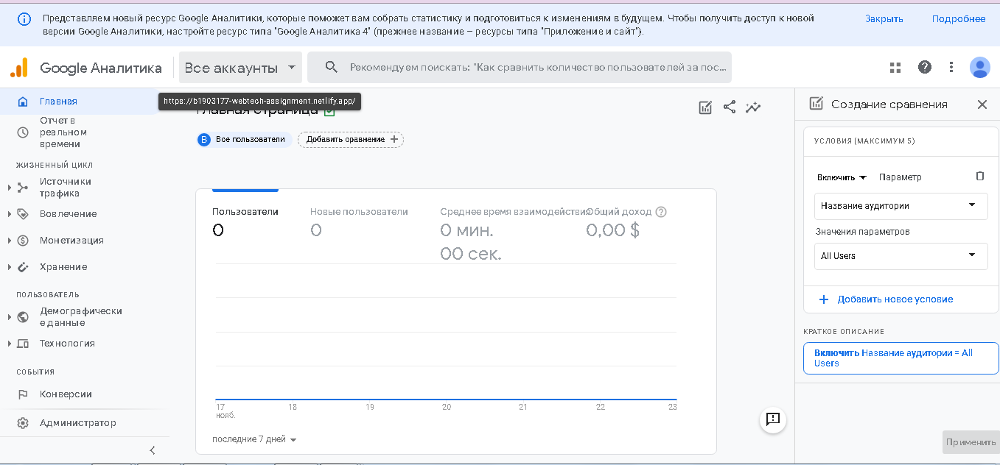 Представляем новый ресурс Google Аналитики, которые поможет вам собрать статистику и подготовиться к изменениям в будущем. Чтобы получить доступ к новой
версии Google Аналитики, настройте ресурс типа "Google Аналитика 4" (прежнее название – ресурсы типа "Приложение и сайт").
Закрыть
Подробнее
Google Аналитика
Все аккаунты
Рекомендуем поискать: "Как сравнить количество пользователей за пос...
Главная
https://b1903177-webtech-assignment.netlify.app/
Главная страница
Отчет в
реальном
времени
ЖИЗНЕННЫЙ ЦИКЛ
Источники
трафика
Вовлечение
Монетизация
Хранение
ПОЛЬЗОВАТЕЛЬ
Демографически
е данные
Технология
СОБЫТИЯ
Конверсии
Администратор
В Все пользователи
Добавить сравнение +
Пользователи
0
Новые пользователи
0
Среднее время взаимодействия
0 мин.
00 сек.
Общий доход
0,00 $
17 18 19 20 21 22 23
нояб.
последние 7 дней
Создание сравнения
УСЛОВИЯ (МАКСИМУМ 5)
Включить Параметр
Название аудитории
Значения параметров
All Users
+ Добавить новое условие
КРАТКОЕ ОПИСАНИЕ
Включить Название аудитории = All
Users
Применить